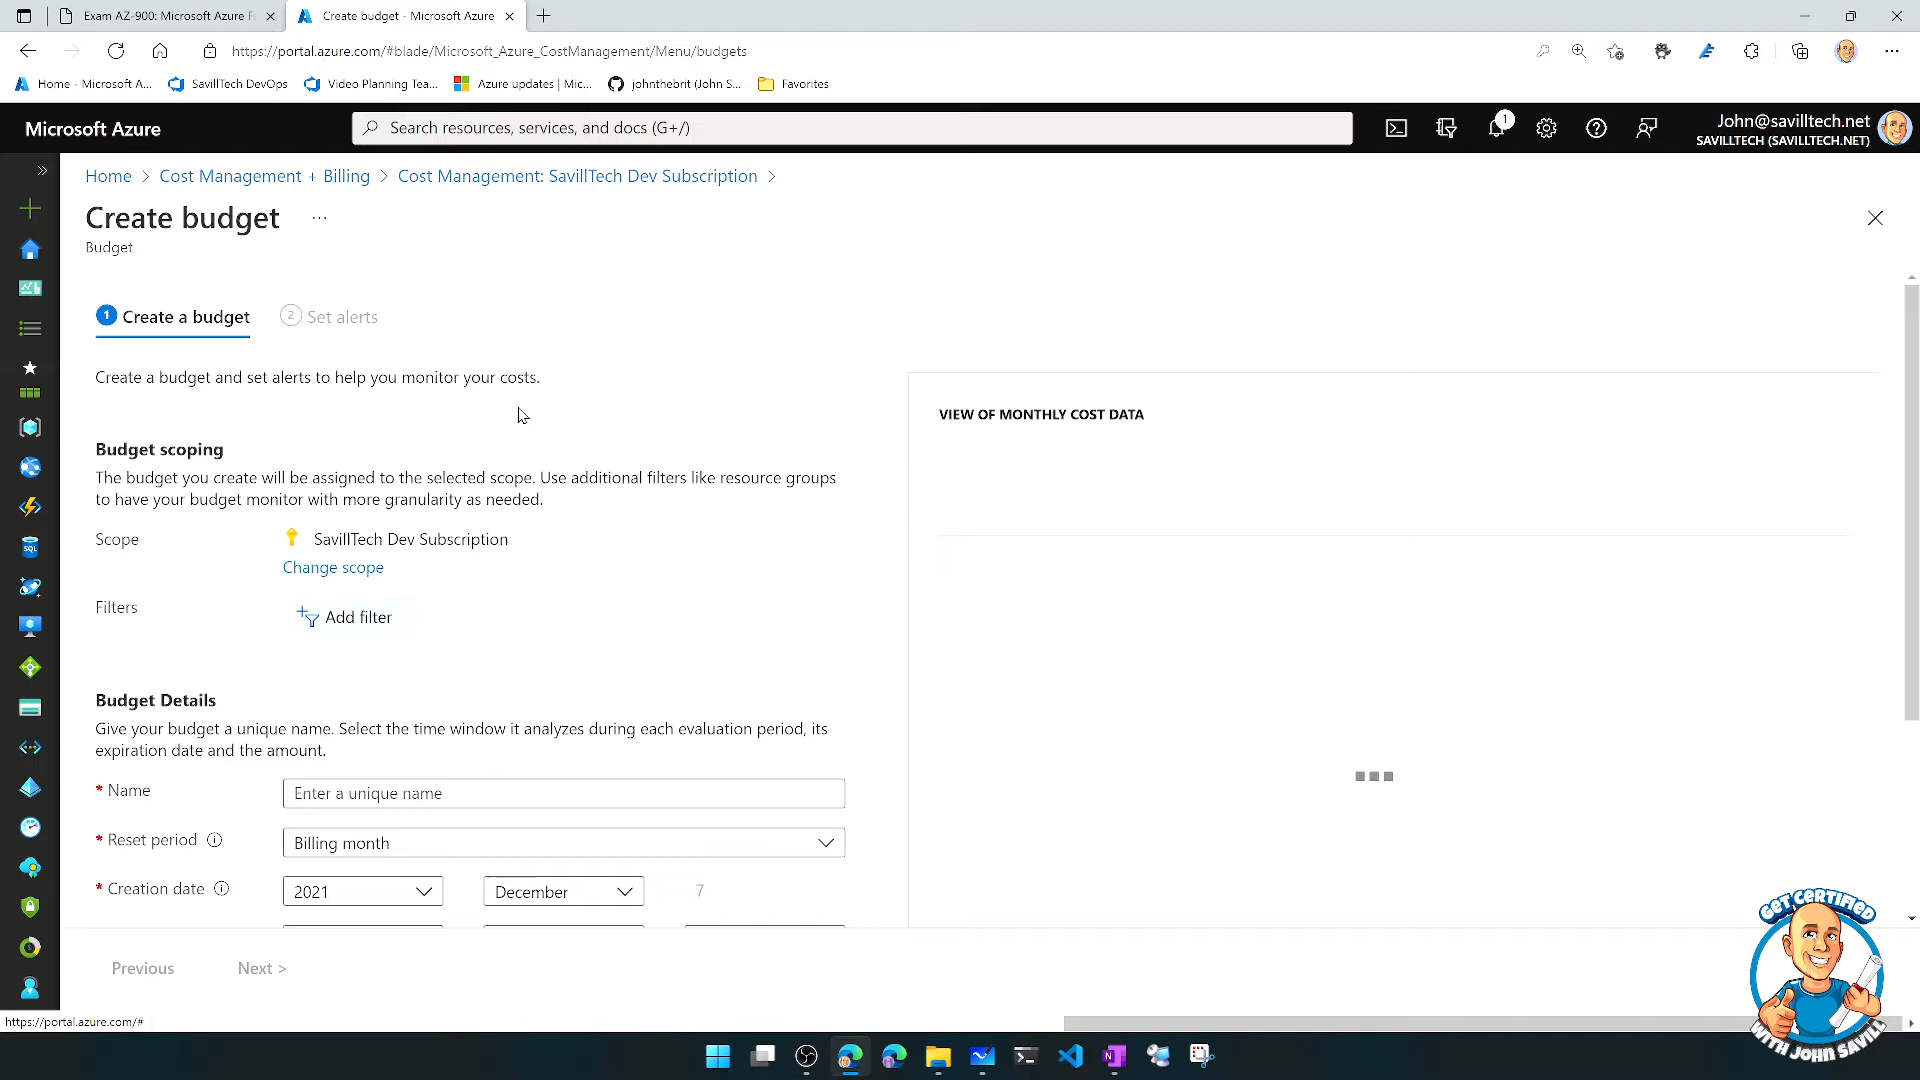 Exam AZ-900: Microsoft Azure F
Create budget - Microsoft Azure
https://portal.azure.com/#blade/Microsoft_Azure_CostManagement/Menu/budgets
Home - Microsoft A...
SavillTech DevOps
Video Planning Tea...
Azure updates | Mic...
johnthebrit (John S...
Favorites
Microsoft Azure
Search resources, services, and docs (G+/)
1
John@savilltech.net
SAVILLTECH (SAVILLTECH.NET)
Home > Cost Management + Billing > Cost Management: SavillTech Dev Subscription >
Create budget ...
Budget
1 Create a budget
2 Set alerts
Create a budget and set alerts to help you monitor your costs.
VIEW OF MONTHLY COST DATA
Budget scoping
The budget you create will be assigned to the selected scope. Use additional filters like resource groups
to have your budget monitor with more granularity as needed.
Scope
SavillTech Dev Subscription
Change scope
Filters
Add filter
Budget Details
Give your budget a unique name. Select the time window it analyzes during each evaluation period, its
expiration date and the amount.
* Name
Enter a unique name
* Reset period
Billing month
* Creation date
2021
December
7
Previous
Next >
https://portal.azure.com/#
SQL
GET CERTIFIED
WITH JOHN SAVILL